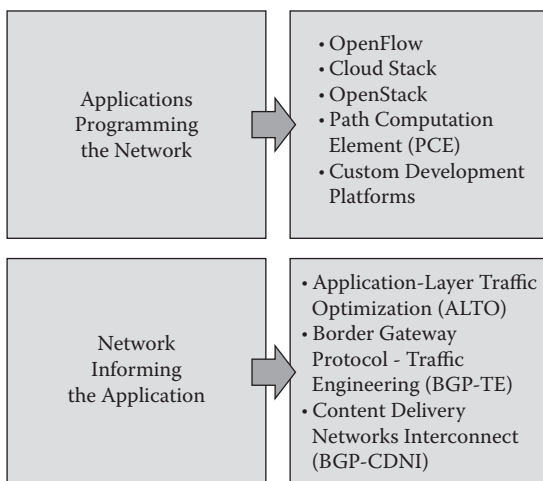 Applications
Programming
the Network
• OpenFlow
• Cloud Stack
• OpenStack
• Path Computation
Element (PCE)
• Custom Development
Platforms
Network
Informing
the Application
• Application-Layer Traffic
Optimization (ALTO)
• Border Gateway
Protocol - Traffic
Engineering (BGP-TE)
• Content Delivery
Networks Interconnect
(BGP-CDNI)